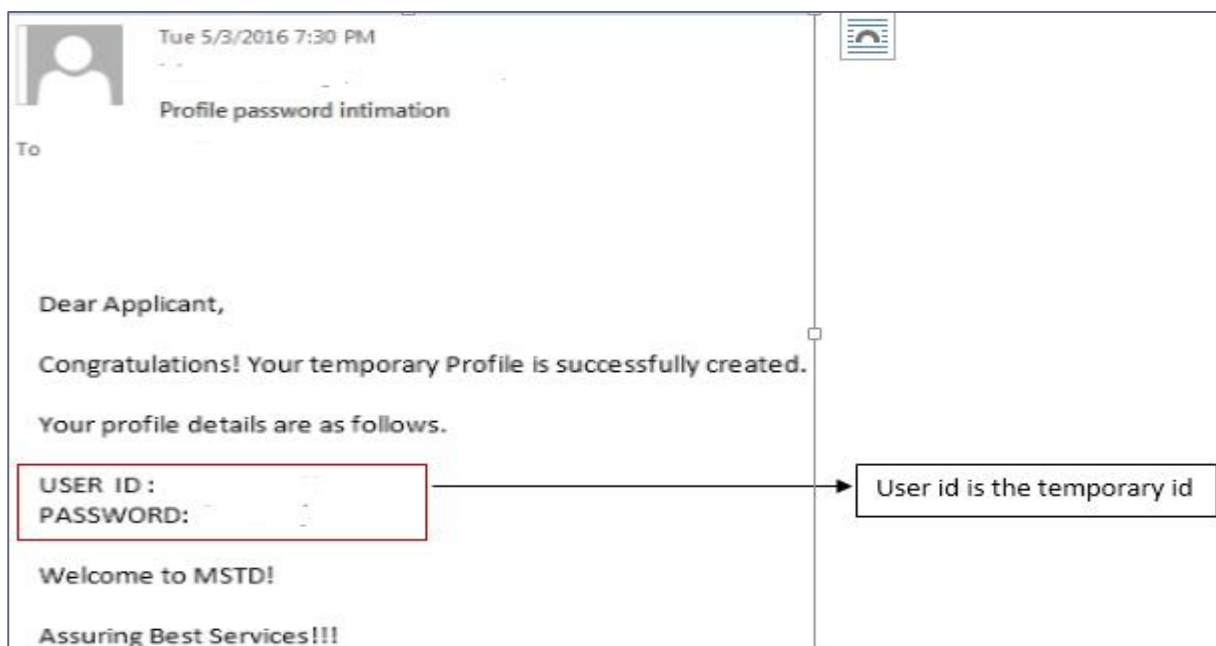 Tue 5/3/2016 7:30 PM
Profile password intimation
To
Dear Applicant,
Congratulations! Your temporary Profile is successfully created.
Your profile details are as follows.
USER ID :
PASSWORD:
User id is the temporary id
Welcome to MSTD!
Assuring Best Services!!!